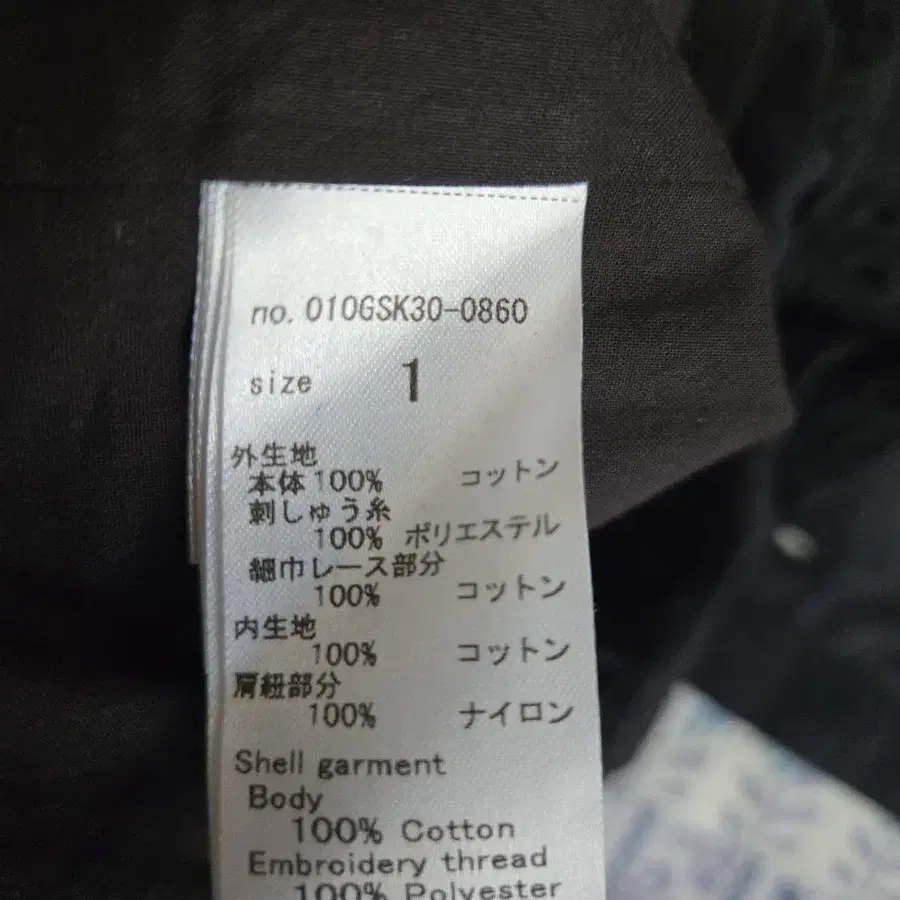 no. 010GSK30-0860
size 1
外生地
本体 100% コットン
刺しゅう糸
100% ポリエステル
細巾レース部分
100% コットン
内生地
100% コットン
肩紐部分
100% ナイロン
Shell garment
Body
100% Cotton
Embroidery thread
100% Polyester